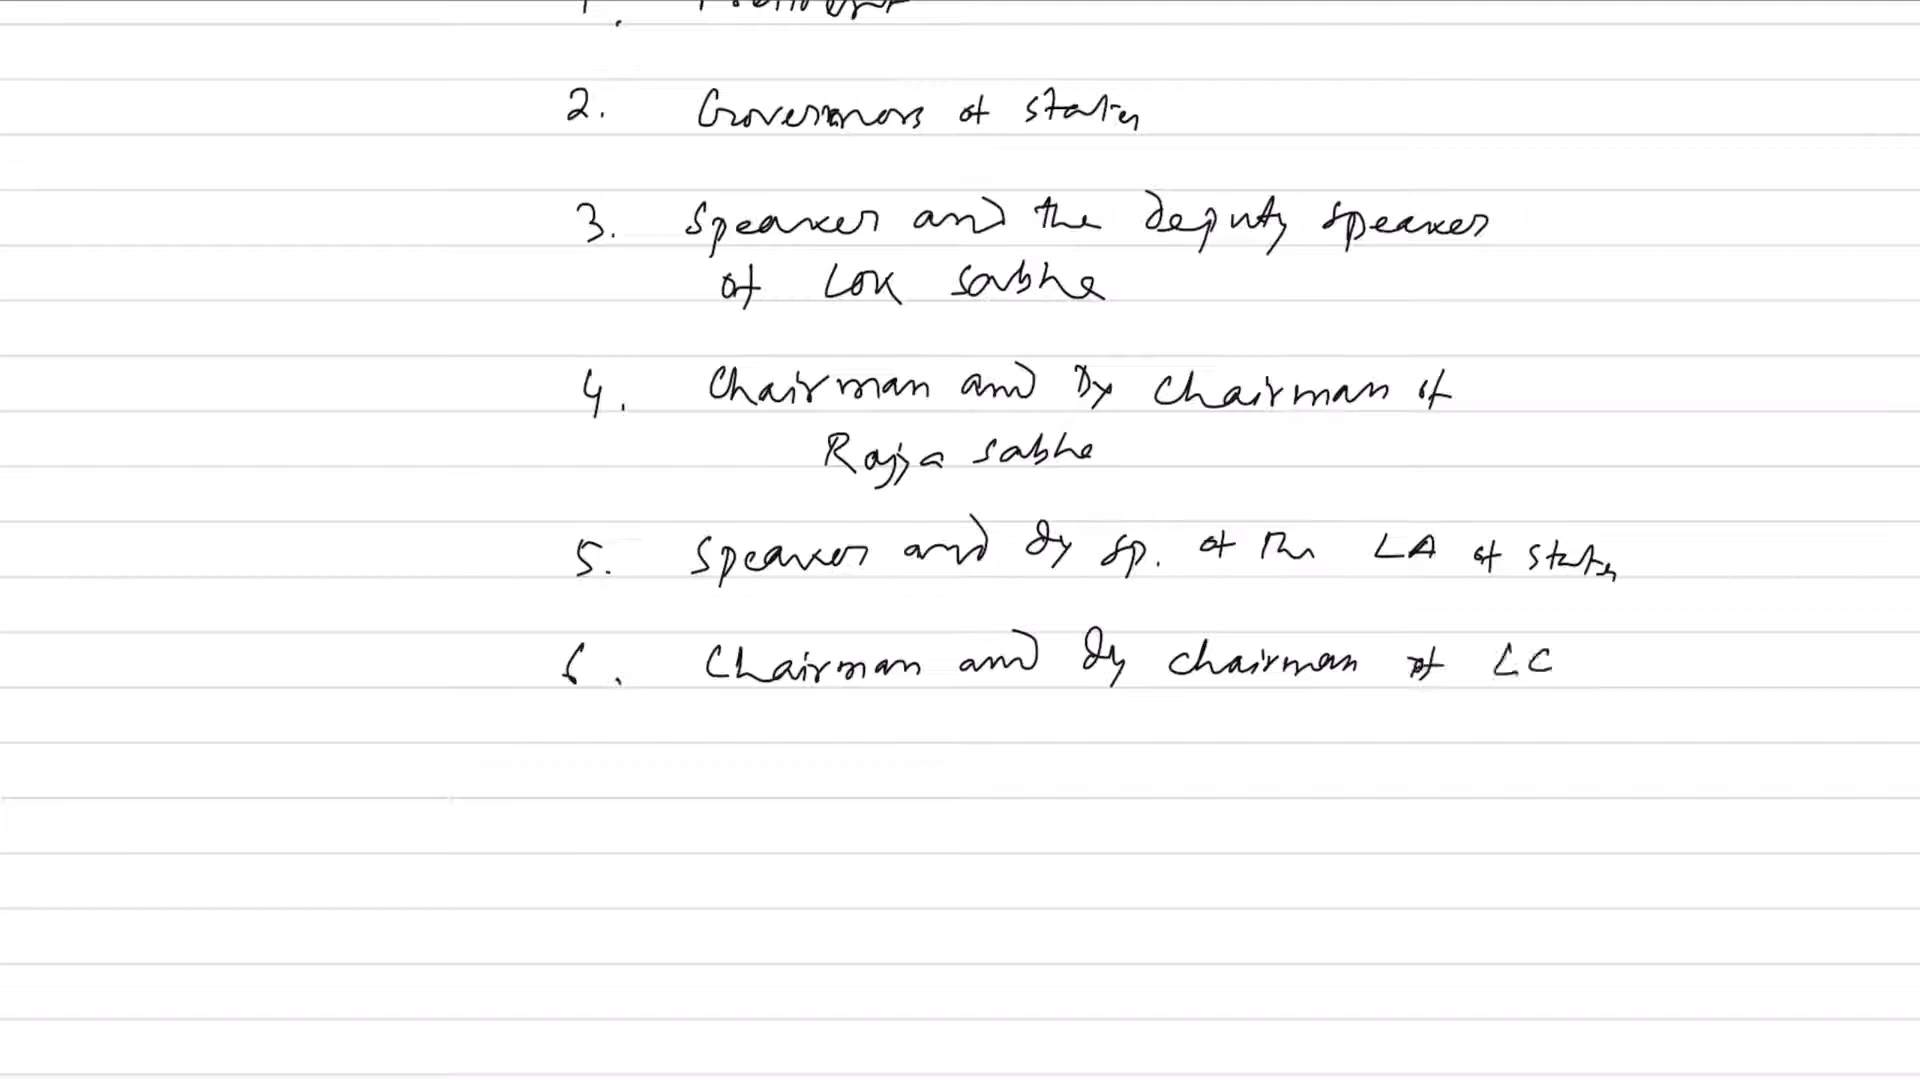 2. Governors of states
3. Speaker and the deputy speaker
of Lok Sabha
4. Chairman and Dy Chairman of
Rajya Sabha
5. Speaker and dy sp. of the LA of states
6. Chairman and dy chairman of LC